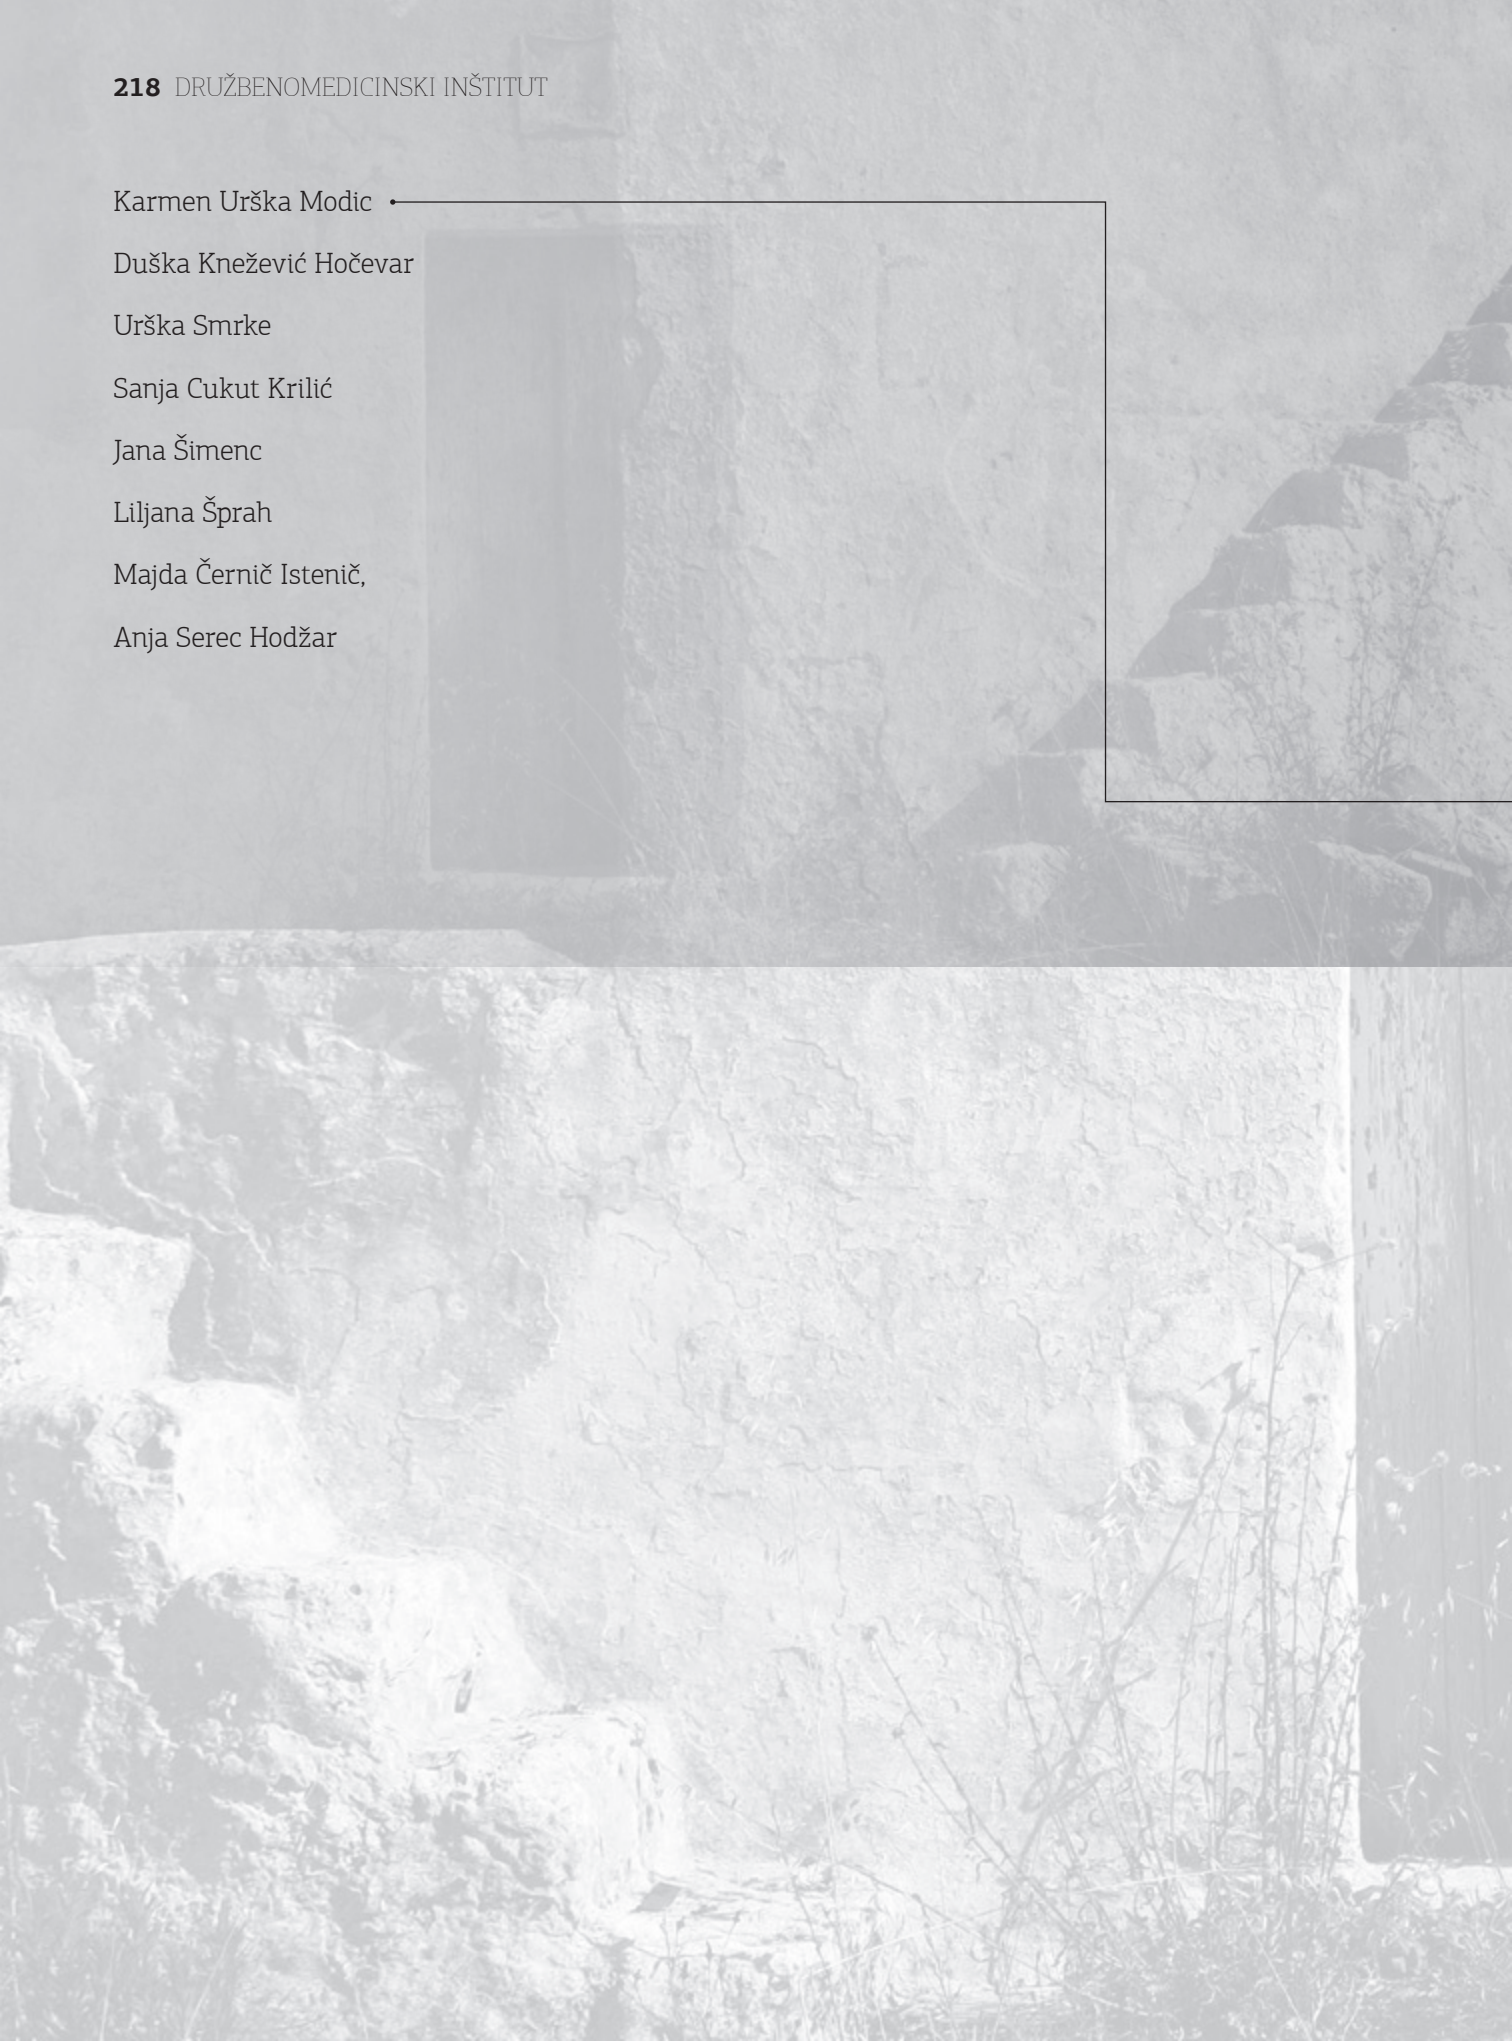 218 DRUŽBENOMEDICINSKI INŠTITUT
Karmen Urška Modic
Duška Knežević Hočevar
Urška Smrke
Sanja Cukut Krilić
Jana Šimenc
Liljana Šprah
Majda Černič Istenič,
Anja Serec Hodžar